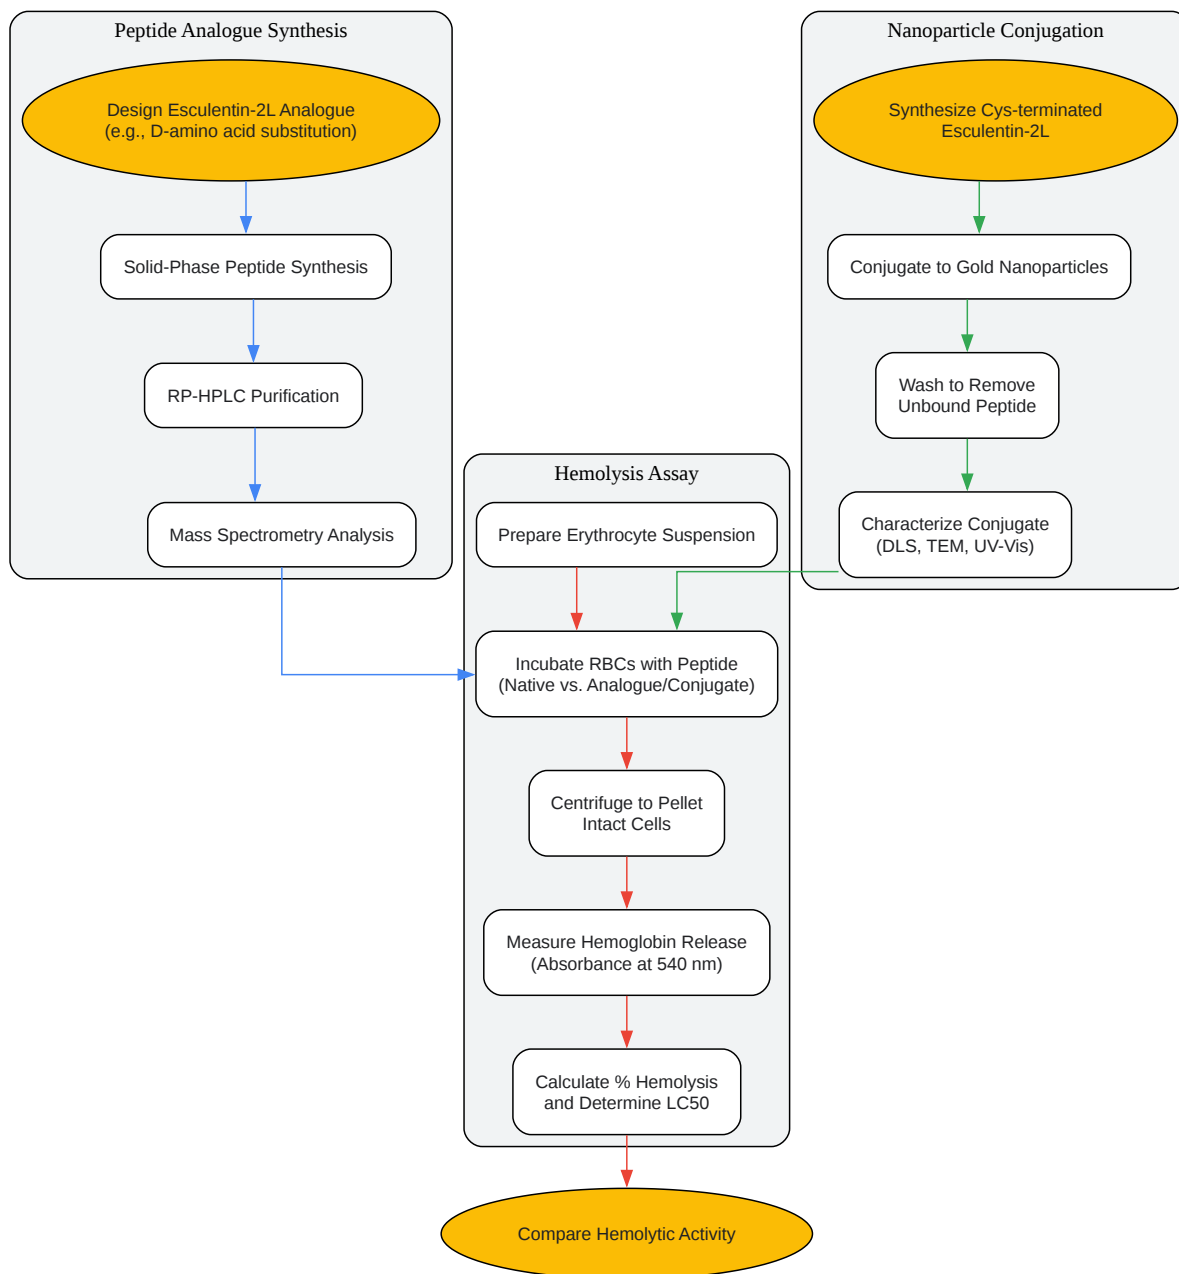 Peptide Analogue Synthesis
Design Esculentin-2L Analogue
(e.g., D-amino acid substitution)
Solid-Phase Peptide Synthesis
RP-HPLC Purification
Mass Spectrometry Analysis
Nanoparticle Conjugation
Synthesize Cys-terminated
Esculentin-2L
Conjugate to Gold Nanoparticles
Wash to Remove
Unbound Peptide
Characterize Conjugate
(DLS, TEM, UV-Vis)
Hemolysis Assay
Prepare Erythrocyte Suspension
Incubate RBCs with Peptide
(Native vs. Analogue/Conjugate)
Centrifuge to Pellet
Intact Cells
Measure Hemoglobin Release
(Absorbance at 540 nm)
Calculate % Hemolysis
and Determine LC50
Compare Hemolytic Activity